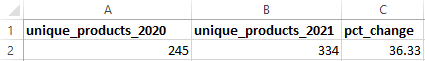 A B C
1 unique_products_2020 unique_products_2021 pct_change
2 245 334 36.33